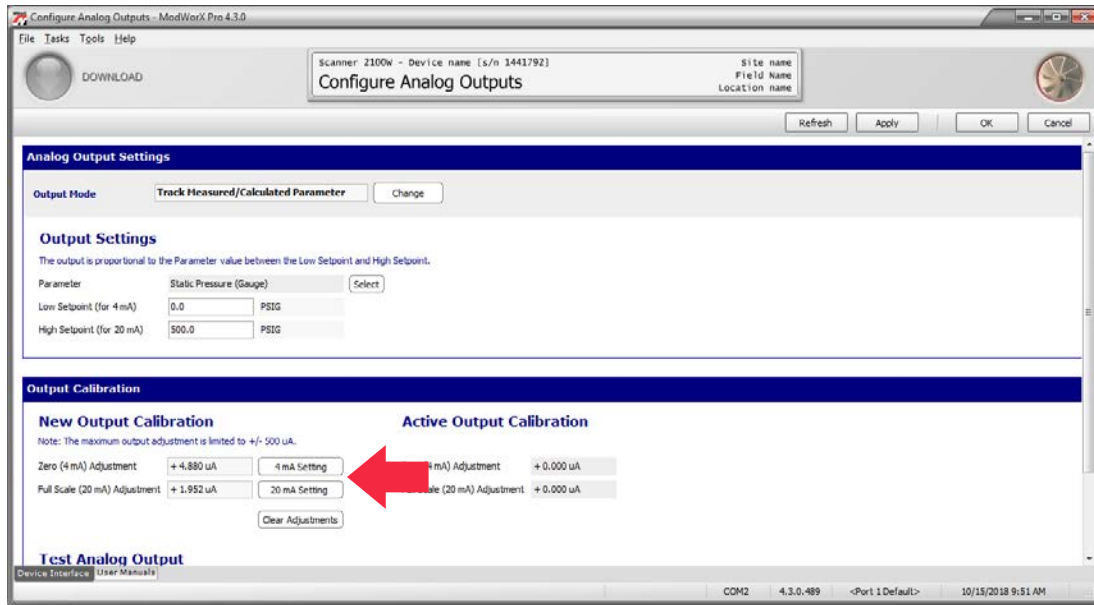 Configure Analog Outputs - ModWorX Pro 4.3.0
File Tasks Tools Help
DOWNLOAD
Scanner 2100W - Device name [s/n 1441792]
Configure Analog Outputs
Site name
Field Name
Location name
Refresh Apply OK Cancel
Analog Output Settings
Output Mode Track Measured/Calculated Parameter Change
Output Settings
The output is proportional to the Parameter value between the Low Setpoint and High Setpoint.
Parameter Static Pressure (Gauge) Select
Low Setpoint (for 4 mA) 0.0 PSIG
High Setpoint (for 20 mA) 500.0 PSIG
Output Calibration
New Output Calibration Active Output Calibration
Note: The maximum output adjustment is limited to +/- 500 uA.
Zero (4 mA) Adjustment + 4.880 uA 4 mA Setting 4 mA) Adjustment + 0.000 uA
Full Scale (20 mA) Adjustment + 1.952 uA 20 mA Setting (20 mA) Adjustment + 0.000 uA
Clear Adjustments
Test Analog Output
Device Interface User Manuals
COM2 4.3.0.489 <Port 1 Default> 10/15/2018 9:51 AM